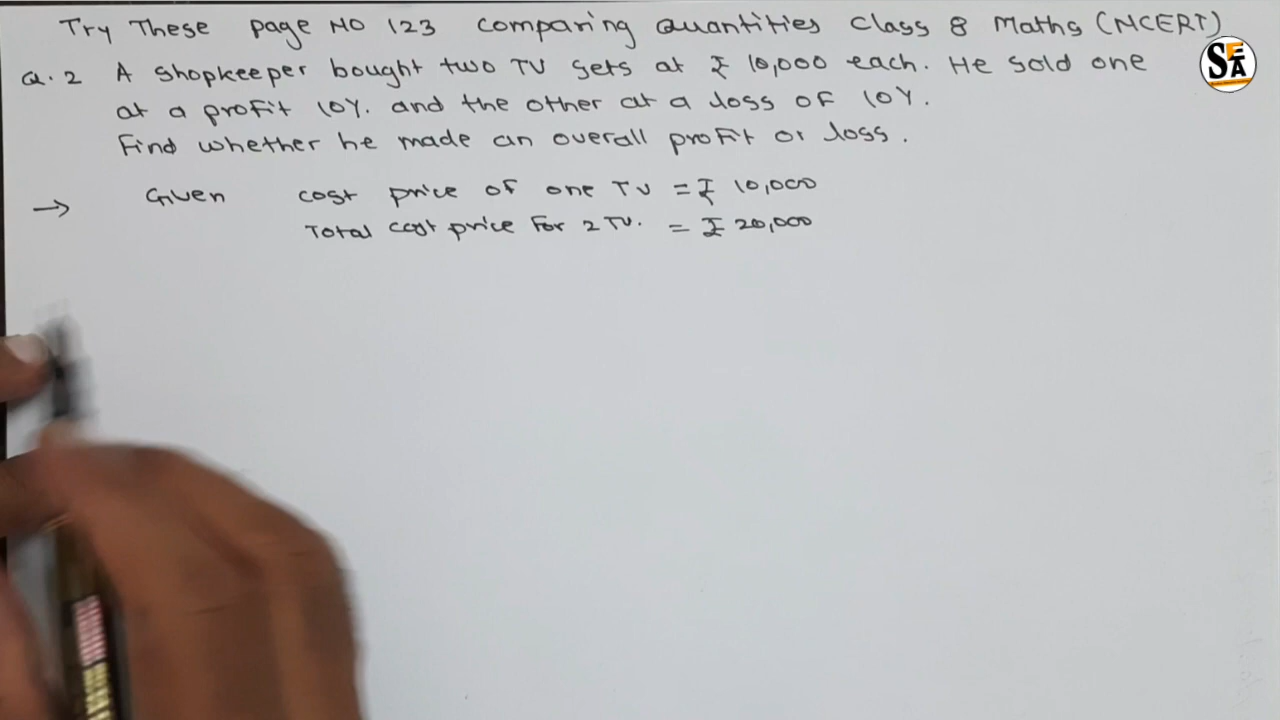 Try These page No 123 comparing quantities class 8 Maths (NCERT)
Q.2 A shopkeeper bought two TV sets at ₹ 10,000 each. He sold one
at a profit 10%. and the other at a loss of 10%.
Find whether he made an overall profit or loss.
→ Given cost price of one TV = ₹ 10,000
Total cost price for 2 TV. = ₹ 20,000
SFA